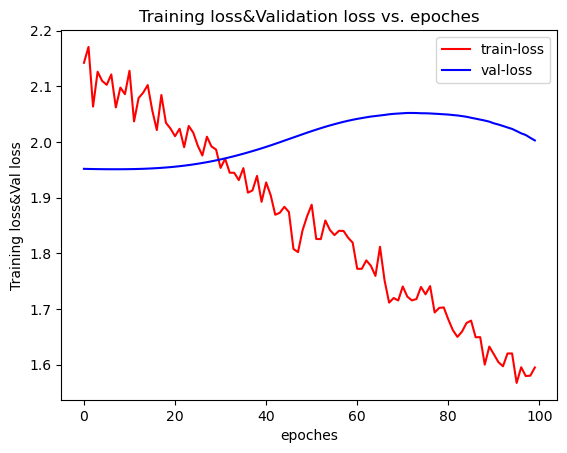 Training loss&Validation loss vs. epoches
train-loss
val-loss
Training loss&Val loss
2.2
2.1
2.0
1.9
1.8
1.7
1.6
0
20
40
60
80
100
epoches